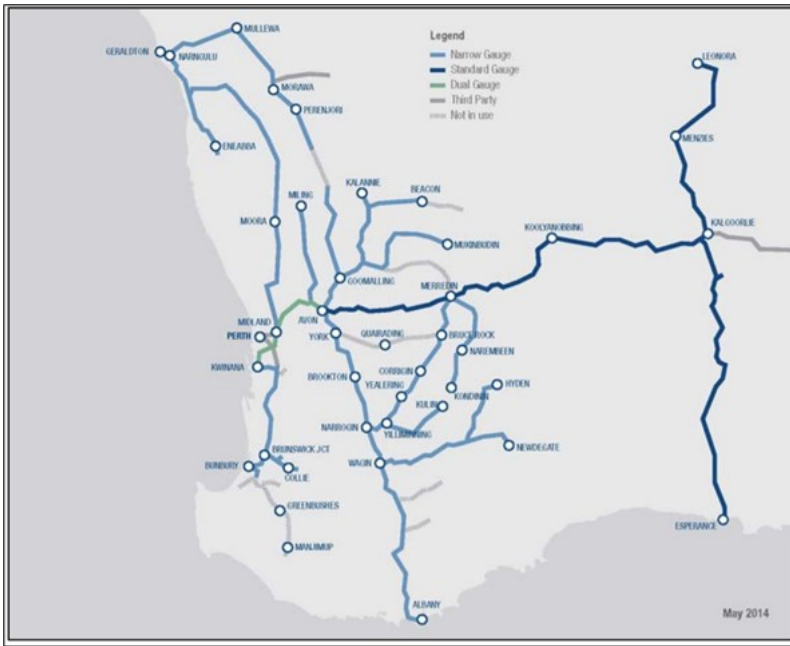 MULLEWA
GERALDTON
NARNGULU
Legend
Narrow Gauge
Standard Gauge
Dual Gauge
Third Party
Not in use
LEONORA
MORAWA
PERENJORI
MENZIES
ENEABBA
KALANNIE
BEACON
MILING
MOORA
KOOLYANOBBING
KALGOORLIE
MUKINBUDIN
GOOMALLING
MERREDIN
AVON
MIDLAND
PERTH
YORK
QUAIRADING
BRUCE ROCK
NAREMBEEN
KWINANA
BROOKTON
CORRIGIN
YEALERING
KONDININ
HYDEN
KULIN
NARROGIN
YILLIMINNING
NEWDEGATE
BRUNSWICK JCT
WAGIN
BUNBURY
COLLIE
GREENBUSHES
ESPERANCE
MANJIMUP
ALBANY
May 2014